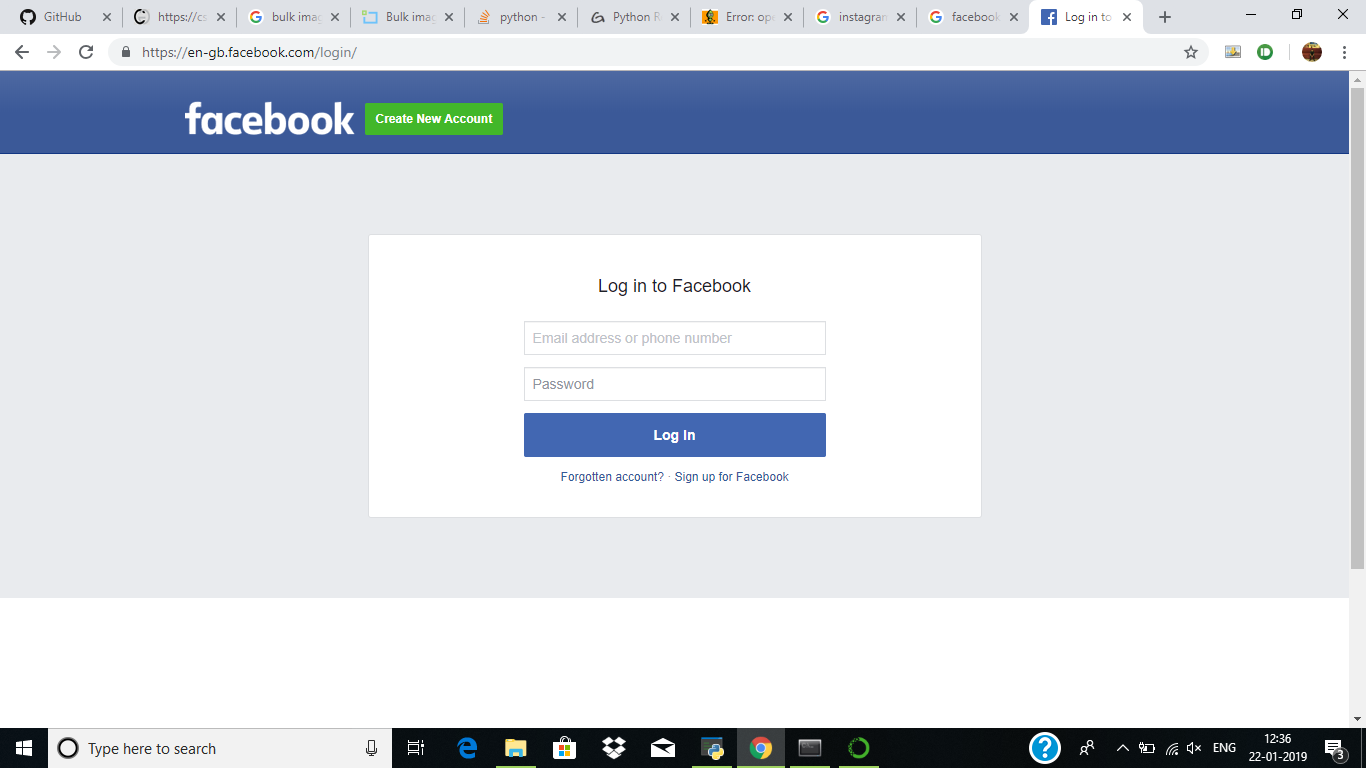 GitHub
https://cs
bulk imag
Bulk imag
python -
Python R
Error: ope
instagram
facebook
Log in to
https://en-gb.facebook.com/login/
facebook
Create New Account
Log in to Facebook
Email address or phone number
Password
Log In
Forgotten account? · Sign up for Facebook
Type here to search
ENG
12:36
22-01-2019
3